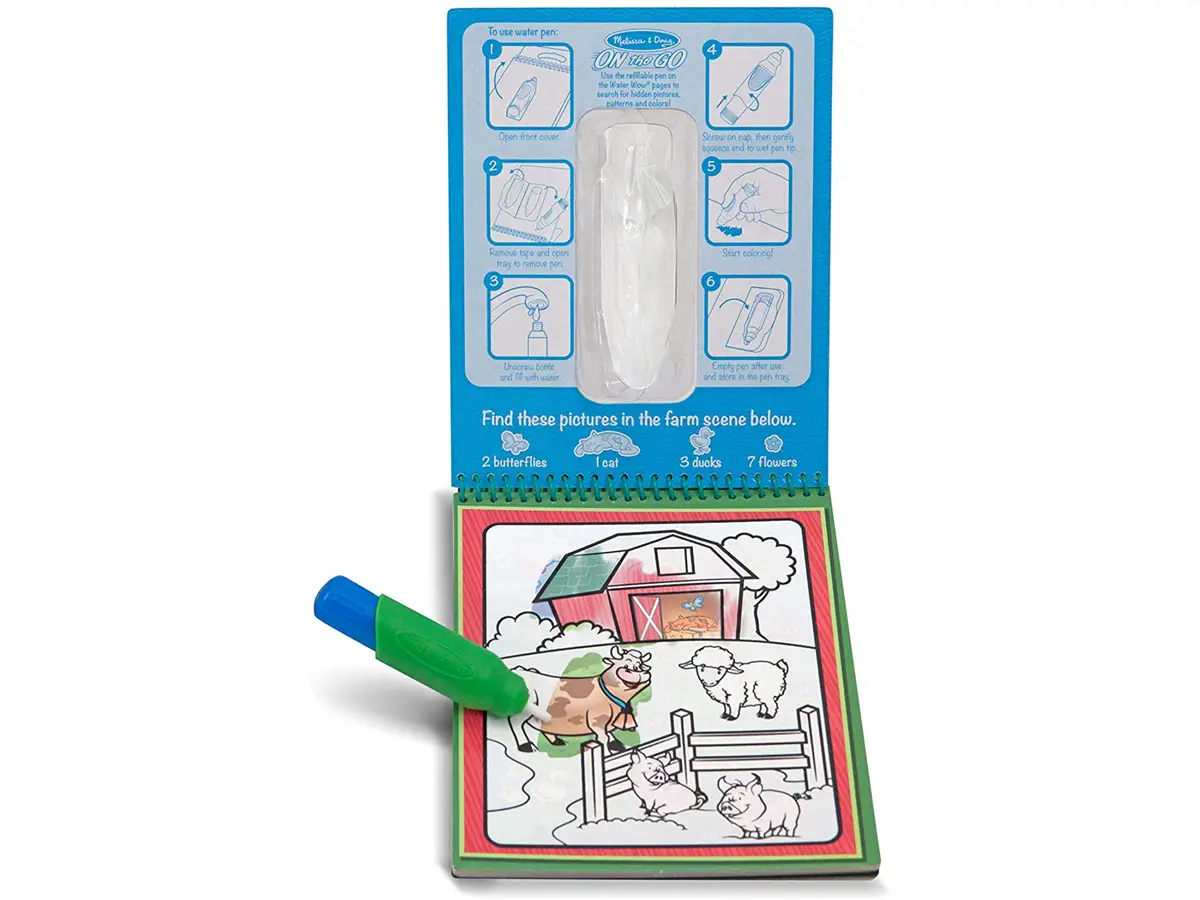 To use water pen:
1
Open front cover.
2
Remove tape and open
tray to remove pen.
3
Unscrew bottle
and fill with water.
Melissa & Doug
ON the GO
Use the refillable pen on
the Water Wow® pages to
search for hidden pictures,
patterns and colors!
4
Screw on cap, then gently
squeeze end to wet pen tip.
5
Start coloring!
6
Empty pen after use
and store in the pen tray.
Find these pictures in the farm scene below.
2 butterflies
1 cat
3 ducks
7 flowers